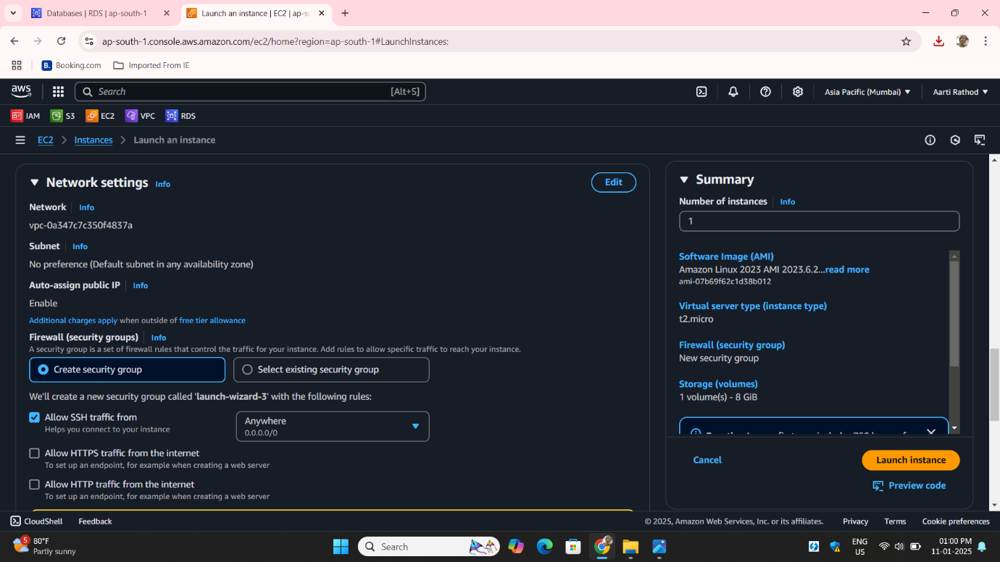 Databases | RDS | ap-south-1
Launch an instance | EC2 | ap-so
ap-south-1.console.aws.amazon.com/ec2/home?region=ap-south-1#LaunchInstances:
B. Booking.com Imported From IE
aws Search [Alt+S] Asia Pacific (Mumbai) Aarti Rathod
IAM S3 EC2 VPC RDS
EC2 Instances Launch an instance
Network settings Info Edit
Network Info
vpc-0a347c7c350f4837a
Subnet Info
No preference (Default subnet in any availability zone)
Auto-assign public IP Info
Enable
Additional charges apply when outside of free tier allowance
Firewall (security groups) Info
A security group is a set of firewall rules that control the traffic for your instance. Add rules to allow specific traffic to reach your instance.
Create security group Select existing security group
We'll create a new security group called 'launch-wizard-3' with the following rules:
Allow SSH traffic from
Helps you connect to your instance
Anywhere
0.0.0.0/0
Allow HTTPS traffic from the internet
To set up an endpoint, for example when creating a web server
Allow HTTP traffic from the internet
To set up an endpoint, for example when creating a web server
Summary
Number of instances Info
1
Software Image (AMI)
Amazon Linux 2023 AMI 2023.6.2...read more
ami-07b69f62c1d38b012
Virtual server type (instance type)
t2.micro
Firewall (security group)
New security group
Storage (volumes)
1 volume(s) - 8 GiB
Cancel Launch instance
Preview code
CloudShell Feedback © 2025, Amazon Web Services, Inc. or its affiliates. Privacy Terms Cookie preferences
5 80°F
Partly sunny
Search
ENG
US
01:00 PM
11-01-2025